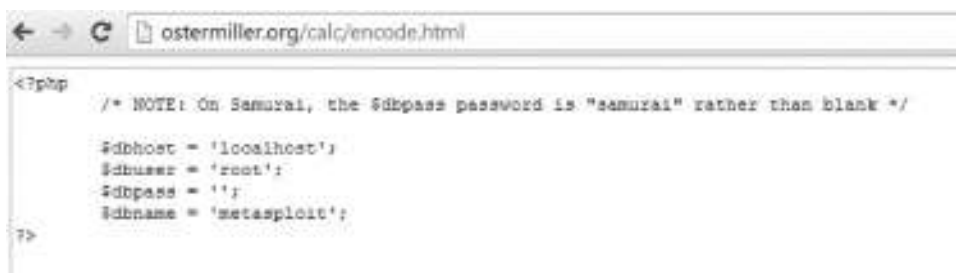 ostermiller.org/calc/encode.html
<?php
/* NOTE: On Samurai, the $dbpass password is "samurai" rather than blank */
$dbhost = 'localhost';
$dbuser = 'root';
$dbpass = '';
$dbname = 'metasploit';
?>